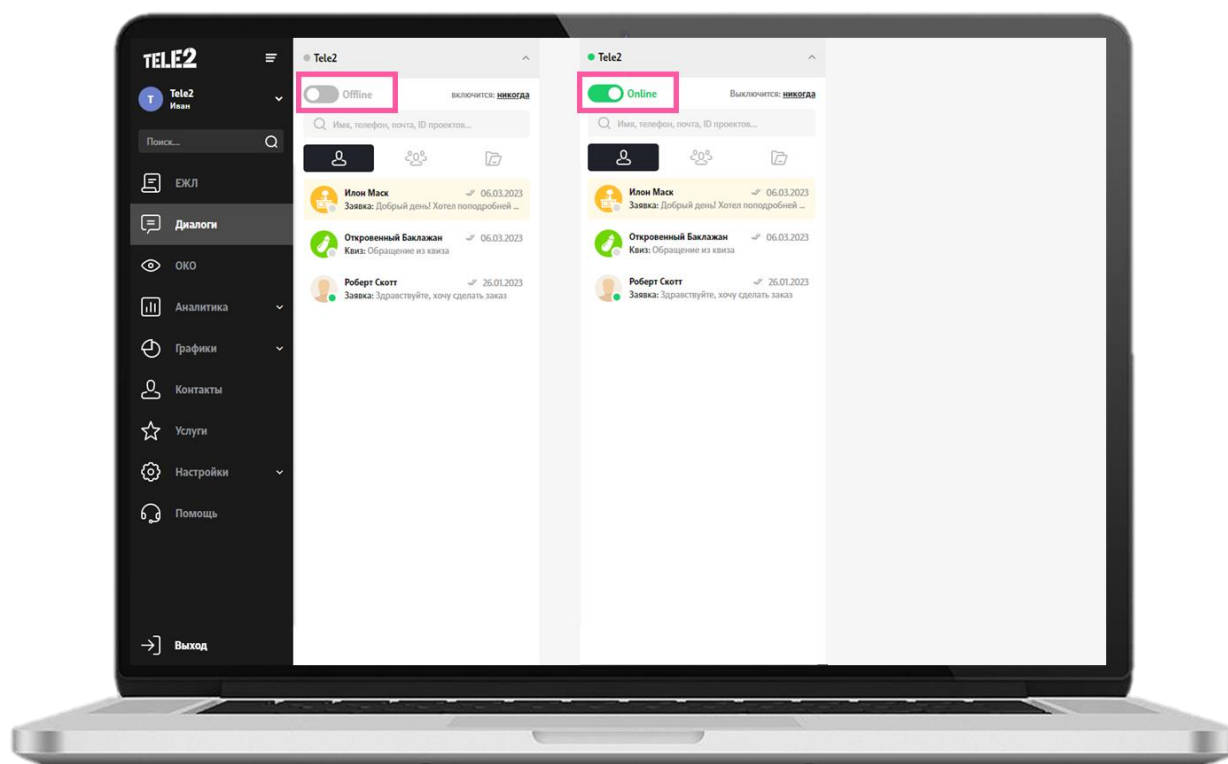 TELE2
T
Tele2
Иван
Поиск...
ЕЖЛ
Диалоги
ОКО
Аналитика
Графики
Контакты
Услуги
Настройки
Помощь
Выход
Tele2
Offline
включится: никогда
Имя, телефон, почта, ID проектов...
Илон Маск
06.03.2023
Заявка: Добрый день! Хотел поподробней ...
Откровенный Баклажан
06.03.2023
Квиз: Обращение из квиза
Роберт Скотт
26.01.2023
Заявка: Здравствуйте, хочу сделать заказ
Tele2
Online
Выключится: никогда
Имя, телефон, почта, ID проектов...
Илон Маск
06.03.2023
Заявка: Добрый день! Хотел поподробней ...
Откровенный Баклажан
06.03.2023
Квиз: Обращение из квиза
Роберт Скотт
26.01.2023
Заявка: Здравствуйте, хочу сделать заказ